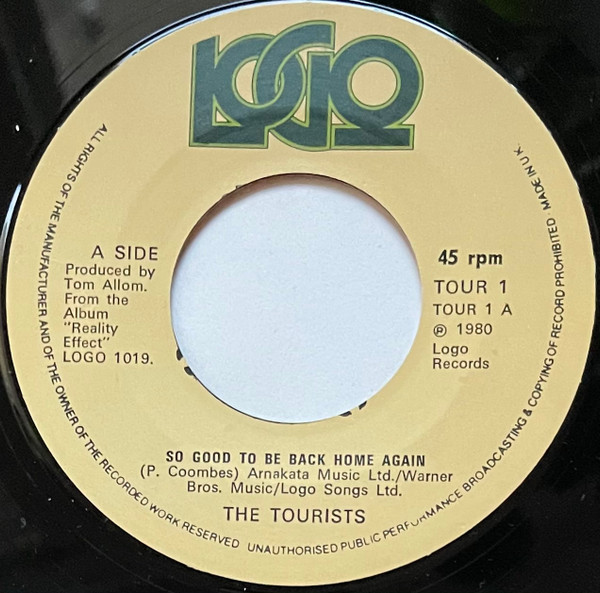 LOGO
A SIDE
Produced by
Tom Allom.
From the
Album
"Reality
Effect"
LOGO 1019.
45 rpm
TOUR 1
TOUR 1 A
℗ 1980
Logo
Records
SO GOOD TO BE BACK HOME AGAIN
(P. Coombes) Arnakata Music Ltd./Warner
Bros. Music/Logo Songs Ltd.
THE TOURISTS
ALL RIGHTS OF THE MANUFACTURER AND OF THE OWNER OF THE RECORDED WORK RESERVED UNAUTHORISED PUBLIC PERFORMANCE BROADCASTING & COPYING OF RECORD PROHIBITED · MADE IN U.K.